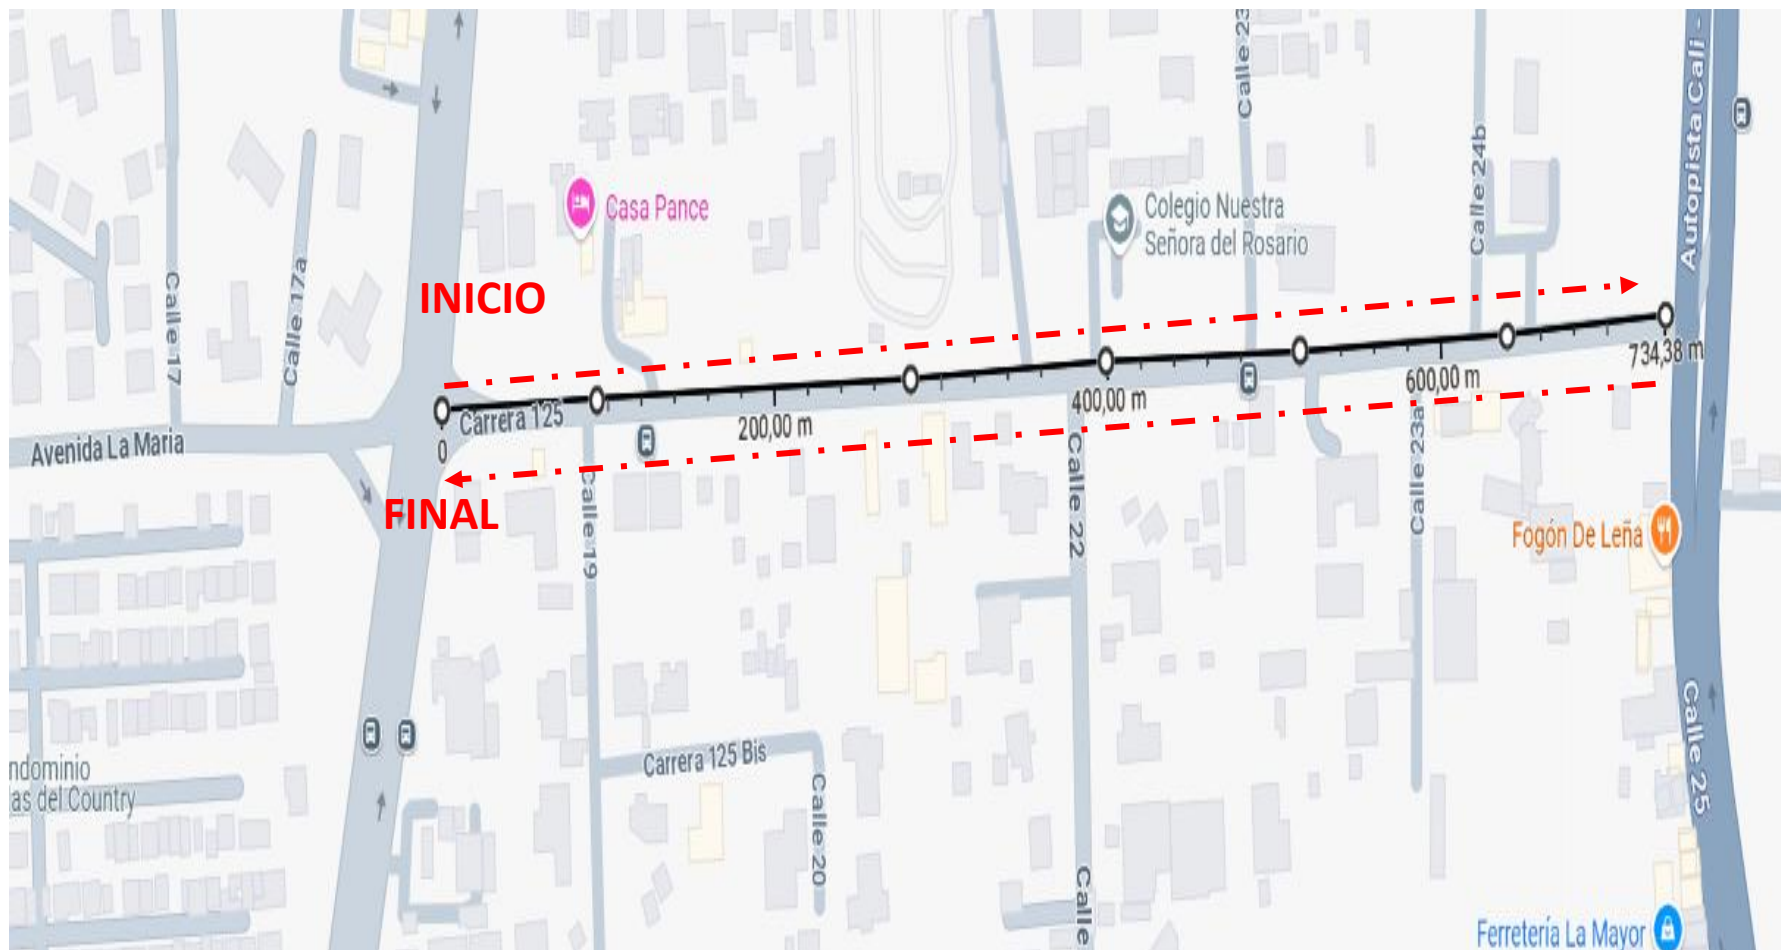 Calle 23
Autopista Cali -
Calle 24b
Casa Pance
Colegio Nuestra
Señora del Rosario
Calle 17
Calle 17a
INICIO
734,38 m
600,00 m
400,00 m
Carrera 125
200,00 m
0
Avenida La Maria
FINAL
Calle 19
Calle 22
Calle 23a
Fogón De Leña
Carrera 125 Bis
Calle 20
Calle 25
ndominio
as del Country
Calle
Ferretería La Mayor